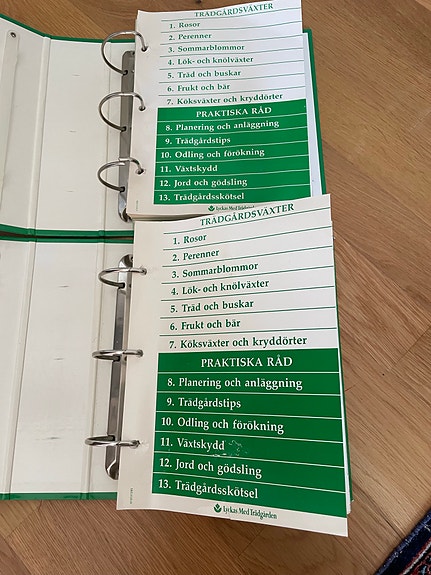 TRÄDGÅRDSVÄXTER
1. Rosor
2. Perenner
3. Sommarblommor
4. Lök- och knölväxter
5. Träd och buskar
6. Frukt och bär
7. Köksväxter och kryddörter
PRAKTISKA RÅD
8. Planering och anläggning
9. Trädgårdstips
10. Odling och förökning
11. Växtskydd
12. Jord och gödsling
13. Trädgårdsskötsel
Lyckas Med Trädgården
TRÄDGÅRDSVÄXTER
1. Rosor
2. Perenner
3. Sommarblommor
4. Lök- och knölväxter
5. Träd och buskar
6. Frukt och bär
7. Köksväxter och kryddörter
PRAKTISKA RÅD
8. Planering och anläggning
9. Trädgårdstips
10. Odling och förökning
11. Växtskydd
12. Jord och gödsling
13. Trädgårdsskötsel
Lyckas Med Trädgården